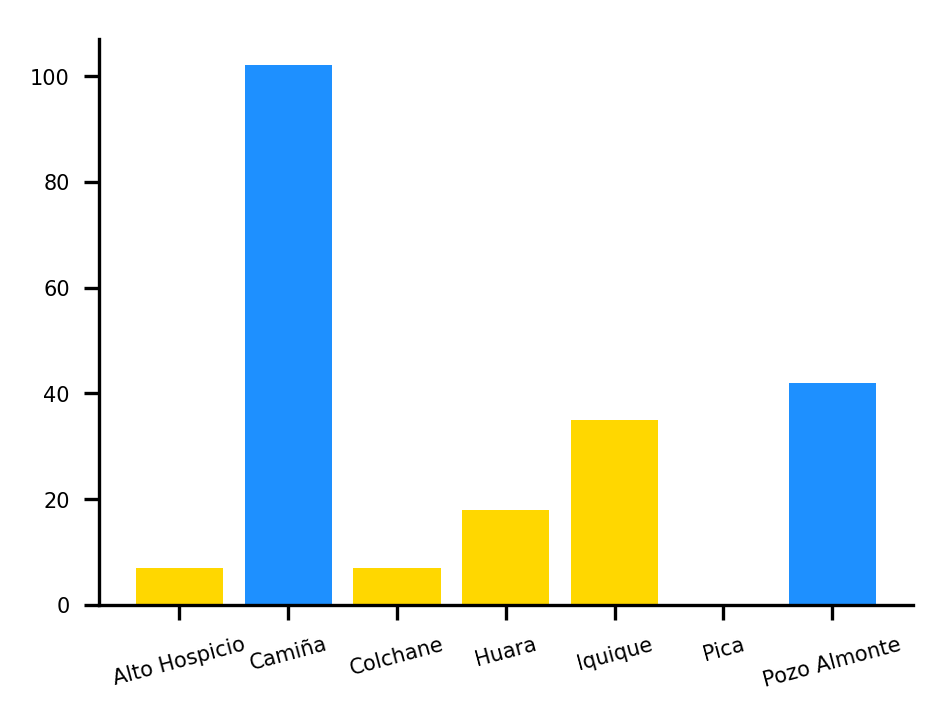 100
80
60
40
20
0
Alto Hospicio
Camiña
Colchane
Huara
Iquique
Pica
Pozo Almonte